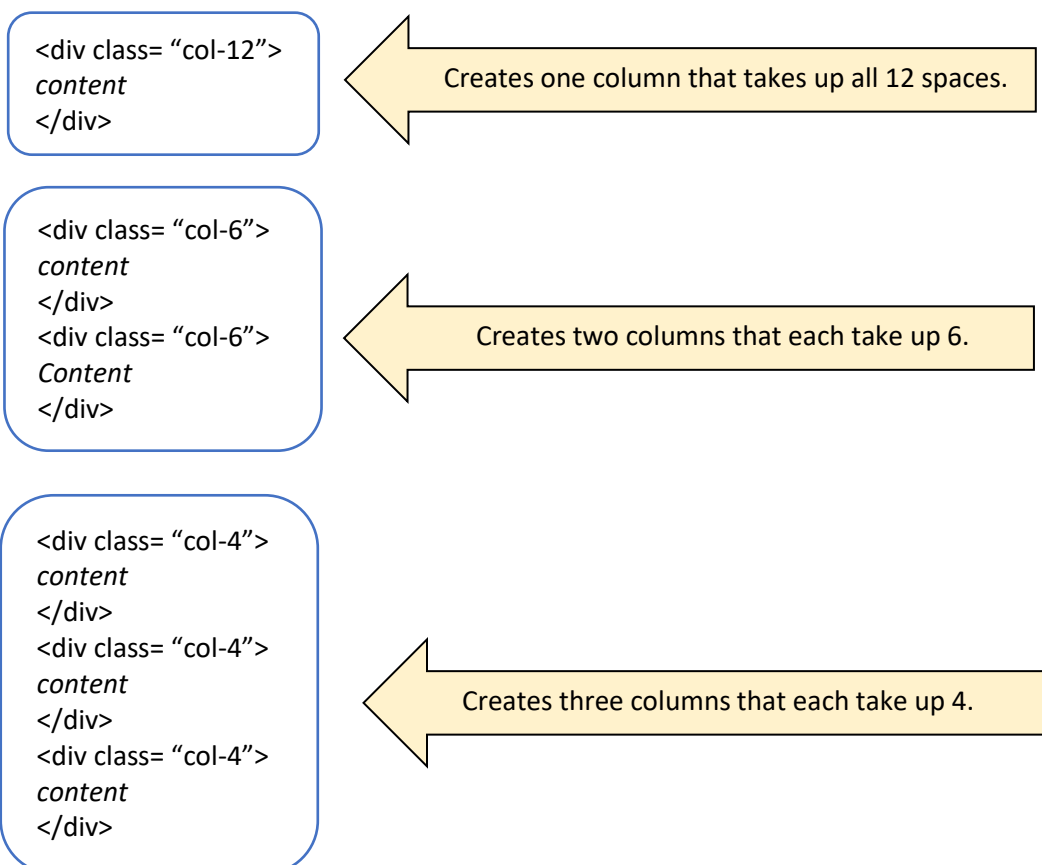 <div class= “col-12”>
content
</div>
Creates one column that takes up all 12 spaces.
<div class= “col-6”>
content
</div>
<div class= “col-6”>
Content
</div>
Creates two columns that each take up 6.
<div class= “col-4”>
content
</div>
<div class= “col-4”>
content
</div>
<div class= “col-4”>
content
</div>
Creates three columns that each take up 4.